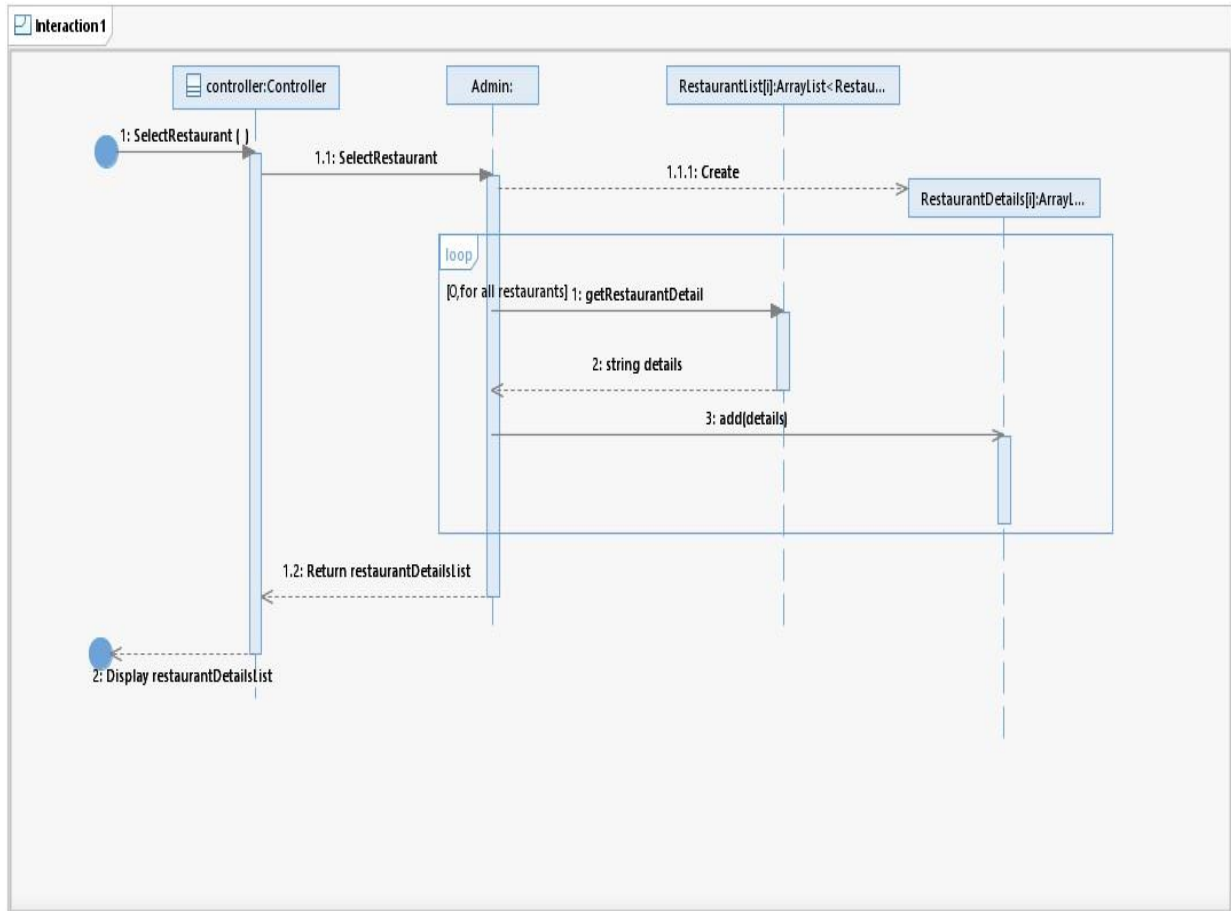 Interaction1
controller:Controller
Admin:
RestaurantList[i]:ArrayList<Restau...
1: SelectRestaurant ( )
1.1: SelectRestaurant
1.1.1: Create
RestaurantDetails[i]:ArrayL...
loop
[0,for all restaurants]
1: getRestaurantDetail
2: string details
3: add(details)
1.2: Return restaurantDetailsList
2: Display restaurantDetailsList